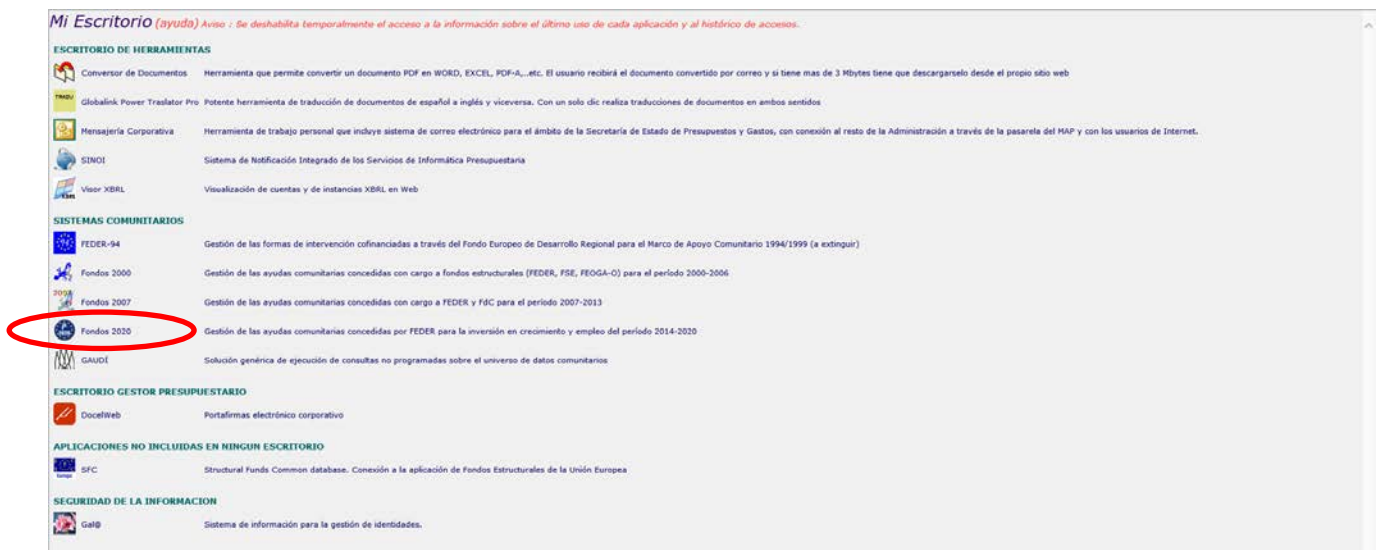 Mi Escritorio (ayuda) Aviso : Se deshabilita temporalmente el acceso a la información sobre el último uso de cada aplicación y al histórico de accesos.
ESCRITORIO DE HERRAMIENTAS
Conversor de Documentos Herramienta que permite convertir un documento PDF en WORD, EXCEL, PDF-A,..etc. El usuario recibirá el documento convertido por correo y si tiene mas de 3 Mbytes tiene que descargarselo desde el propio sitio web
Globalink Power Traslator Pro Potente herramienta de traducción de documentos de español a inglés y viceversa. Con un solo clic realiza traducciones de documentos en ambos sentidos
Mensajería Corporativa Herramienta de trabajo personal que incluye sistema de correo electrónico para el ámbito de la Secretaría de Estado de Presupuestos y Gastos, con conexión al resto de la Administración a través de la pasarela del MAP y con los usuarios de Internet.
SINOI Sistema de Notificación Integrado de los Servicios de Informática Presupuestaria
Visor XBRL Visualización de cuentas y de instancias XBRL en Web
SISTEMAS COMUNITARIOS
FEDER-94 Gestión de las formas de intervención cofinanciadas a través del Fondo Europeo de Desarrollo Regional para el Marco de Apoyo Comunitario 1994/1999 (a extinguir)
Fondos 2000 Gestión de las ayudas comunitarias concedidas con cargo a fondos estructurales (FEDER, FSE, FEOGA-O) para el período 2000-2006
Fondos 2007 Gestión de las ayudas comunitarias concedidas con cargo a FEDER y FdC para el período 2007-2013
Fondos 2020 Gestión de las ayudas comunitarias concedidas por FEDER para la inversión en crecimiento y empleo del período 2014-2020
GAUDÍ Solución genérica de ejecución de consultas no programadas sobre el universo de datos comunitarios
ESCRITORIO GESTOR PRESUPUESTARIO
DocelWeb Portafirmas electrónico corporativo
APLICACIONES NO INCLUIDAS EN NINGUN ESCRITORIO
SFC Structural Funds Common database. Conexión a la aplicación de Fondos Estructurales de la Unión Europea
SEGURIDAD DE LA INFORMACION
Gal@ Sistema de información para la gestión de identidades.